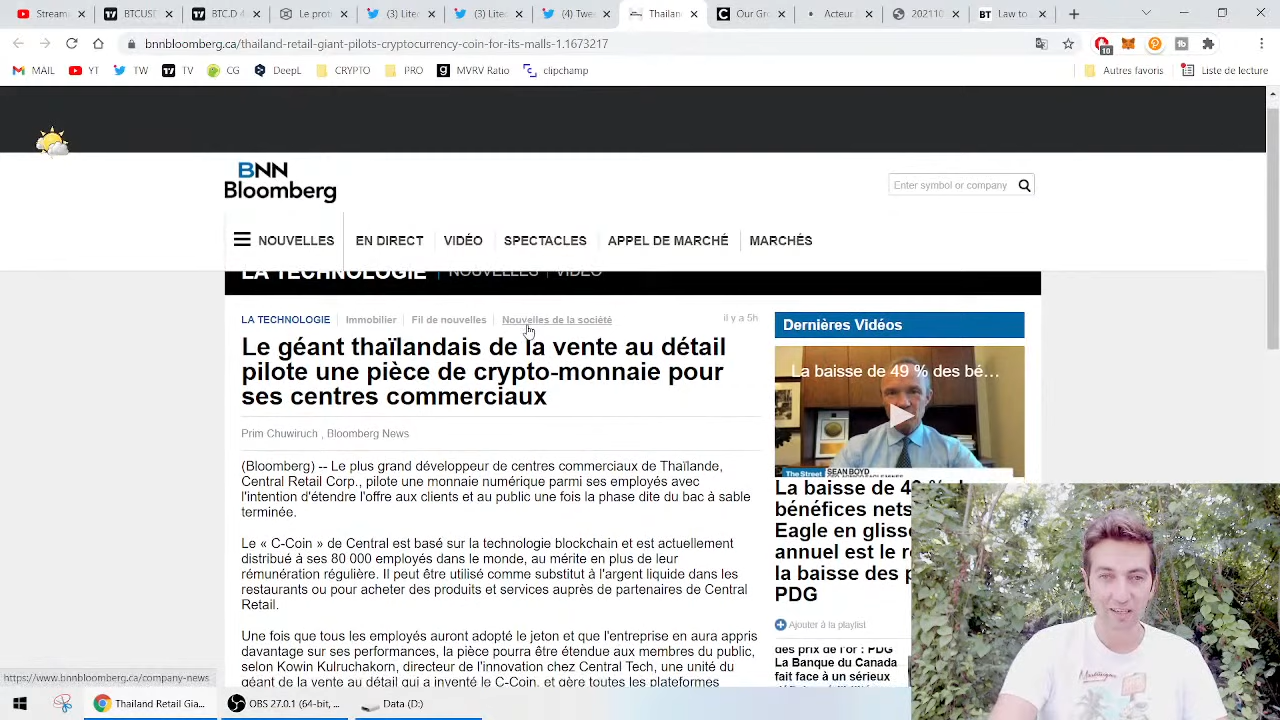 (5) Stre
BTCUST
BTC.D 4
Intera
(3) Lite
(3) Lite
(4) Twe
Thaïlan
Our Gr
Acteur
202110
Law to
bnnbloomberg.ca/thailand-retail-giant-pilots-crypto-currency-coin-for-its-malls-1.1673217
10
MAIL
YT
TW
TV
CG
DeepL
CRYPTO
PRO
MVRV Ratio
clipchamp
Autres favoris
Liste de lecture
BNN
Bloomberg
Enter symbol or company
NOUVELLES
EN DIRECT
VIDÉO
SPECTACLES
APPEL DE MARCHÉ
MARCHÉS
LA TECHNOLOGIE
NOUVELLES
VIDÉO
LA TECHNOLOGIE
Immobilier
Fil de nouvelles
Nouvelles de la société
il y a 5h
Le géant thaïlandais de la vente au détail
pilote une pièce de crypto-monnaie pour
ses centres commerciaux
Prim Chuwiruch , Bloomberg News
(Bloomberg) -- Le plus grand développeur de centres commerciaux de Thaïlande,
Central Retail Corp., pilote une monnaie numérique parmi ses employés avec
l'intention d'étendre l'offre aux clients et au public une fois la phase dite du bac à sable
terminée.
Le « C-Coin » de Central est basé sur la technologie blockchain et est actuellement
distribué à ses 80 000 employés dans le monde, au mérite en plus de leur
rémunération régulière. Il peut être utilisé comme substitut à l'argent liquide dans les
restaurants ou pour acheter des produits et services auprès de partenaires de Central
Retail.
Une fois que tous les employés auront adopté le jeton et que l'entreprise en aura appris
davantage sur ses performances, la pièce pourra être étendue aux membres du public,
selon Kowin Kulruchakorn, directeur de l'innovation chez Central Tech, une unité du
géant de la vente au détail qui a inventé le C-Coin, et gère toutes les plateformes
Dernières Vidéos
La baisse de 49 % des bé…
The Street
SEAN BOYD
La baisse de 49 % d
bénéfices nets
Eagle en glisse
annuel est le r
la baisse des p
PDG
Ajouter à la playlist
des prix de l'or : PDG
La Banque du Canada
fait face à un sérieux
https://www.bnnbloomberg.ca/company-news
Thailand Retail Gia...
OBS 27.0.1 (64-bit, ...
Data (D:)